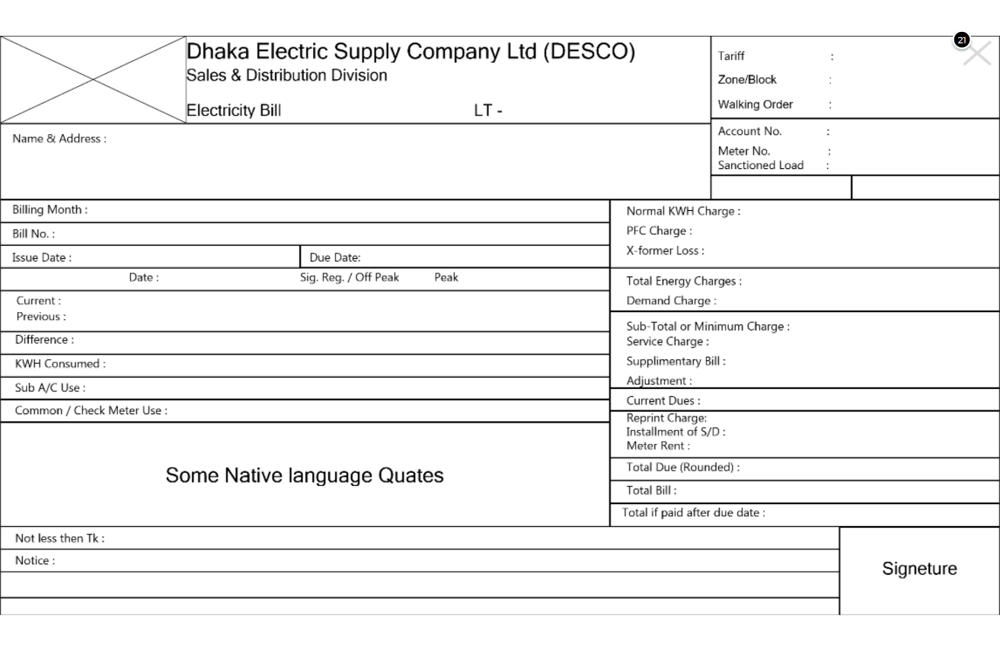 Dhaka Electric Supply Company Ltd (DESCO)
Sales & Distribution Division
Electricity Bill LT -
21
Tariff :
Zone/Block :
Walking Order :
Account No. :
Meter No. :
Sanctioned Load :
Name & Address :
Billing Month :
Bill No. :
Issue Date : Due Date:
Date : Sig. Reg. / Off Peak Peak
Current :
Previous :
Difference :
KWH Consumed :
Sub A/C Use :
Common / Check Meter Use :
Some Native language Quates
Normal KWH Charge :
PFC Charge :
X-former Loss :
Total Energy Charges :
Demand Charge :
Sub-Total or Minimum Charge :
Service Charge :
Supplimentary Bill :
Adjustment :
Current Dues :
Reprint Charge:
Installment of S/D :
Meter Rent :
Total Due (Rounded) :
Total Bill :
Total if paid after due date :
Not less then Tk :
Notice :
Signeture